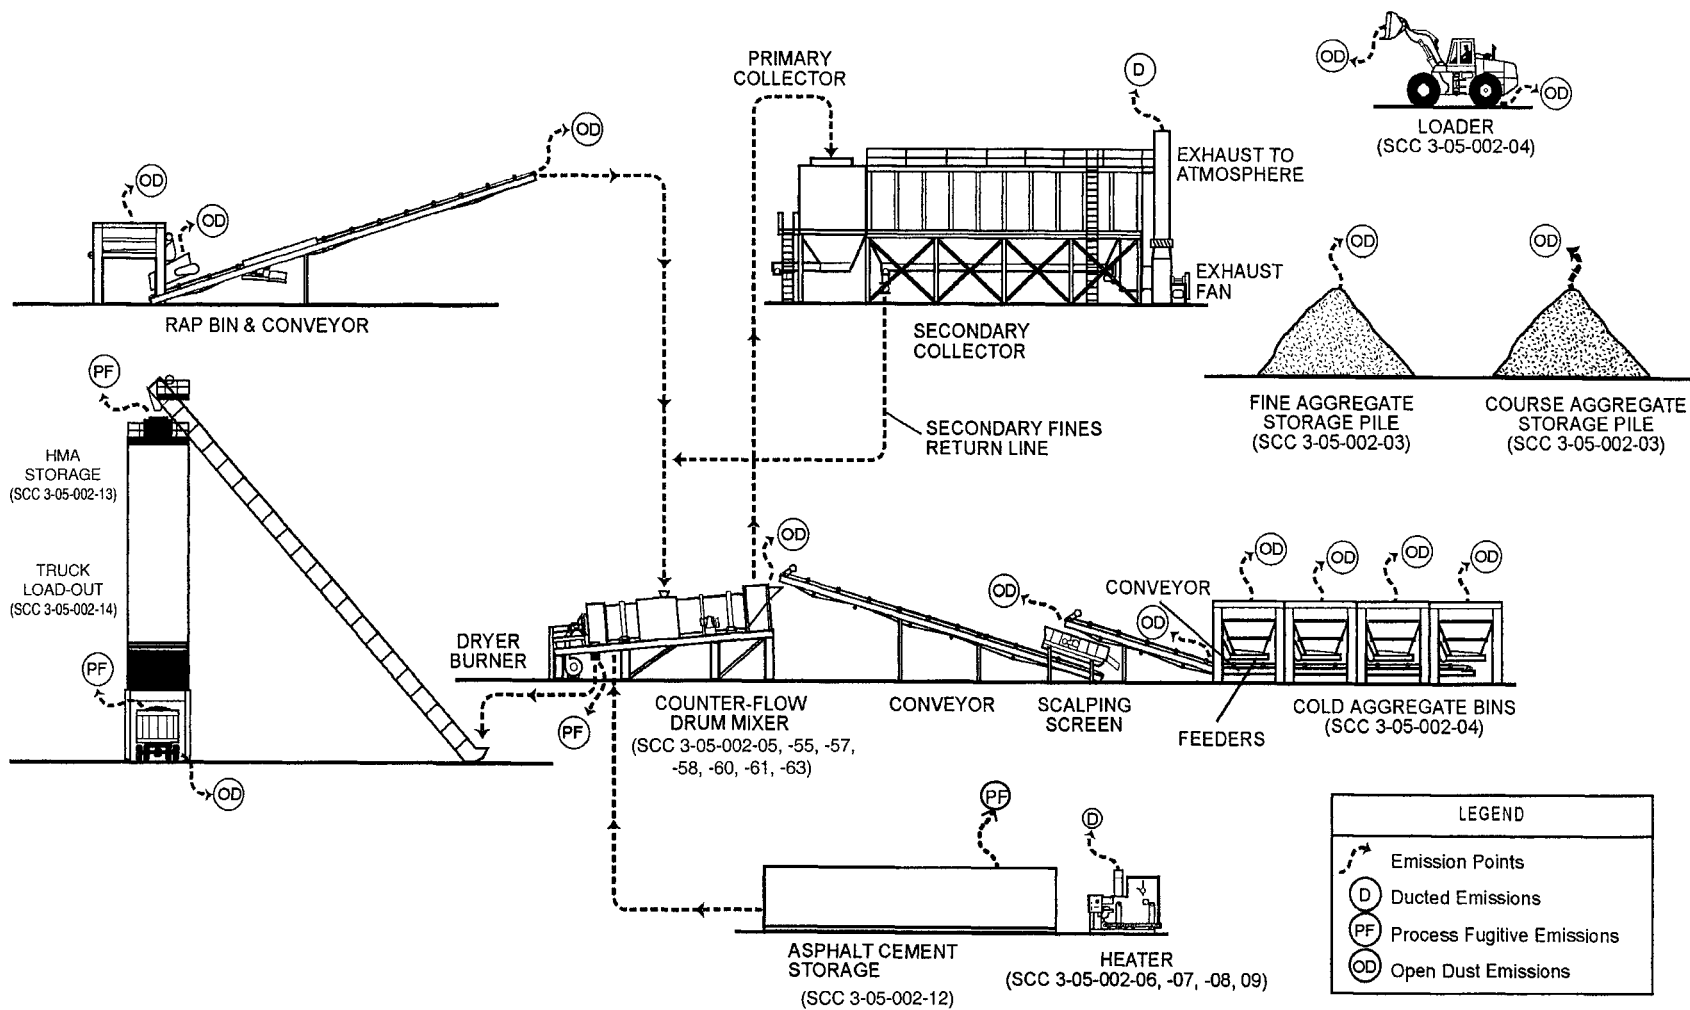 PRIMARY
COLLECTOR
D
OD
OD
LOADER
(SCC 3-05-002-04)
OD
OD
OD
RAP BIN & CONVEYOR
EXHAUST TO
ATMOSPHERE
EXHAUST
FAN
SECONDARY
COLLECTOR
OD
OD
FINE AGGREGATE
STORAGE PILE
(SCC 3-05-002-03)
COURSE AGGREGATE
STORAGE PILE
(SCC 3-05-002-03)
SECONDARY FINES
RETURN LINE
PF
HMA
STORAGE
(SCC 3-05-002-13)
TRUCK
LOAD-OUT
(SCC 3-05-002-14)
PF
OD
DRYER
BURNER
PF
COUNTER-FLOW
DRUM MIXER
(SCC 3-05-002-05, -55, -57,
-58, -60, -61, -63)
OD
CONVEYOR
OD
SCALPING
SCREEN
CONVEYOR
OD
FEEDERS
OD
OD
OD
OD
COLD AGGREGATE BINS
(SCC 3-05-002-04)
PF
ASPHALT CEMENT
STORAGE
(SCC 3-05-002-12)
D
HEATER
(SCC 3-05-002-06, -07, -08, 09)
LEGEND
Emission Points
D Ducted Emissions
PF Process Fugitive Emissions
OD Open Dust Emissions